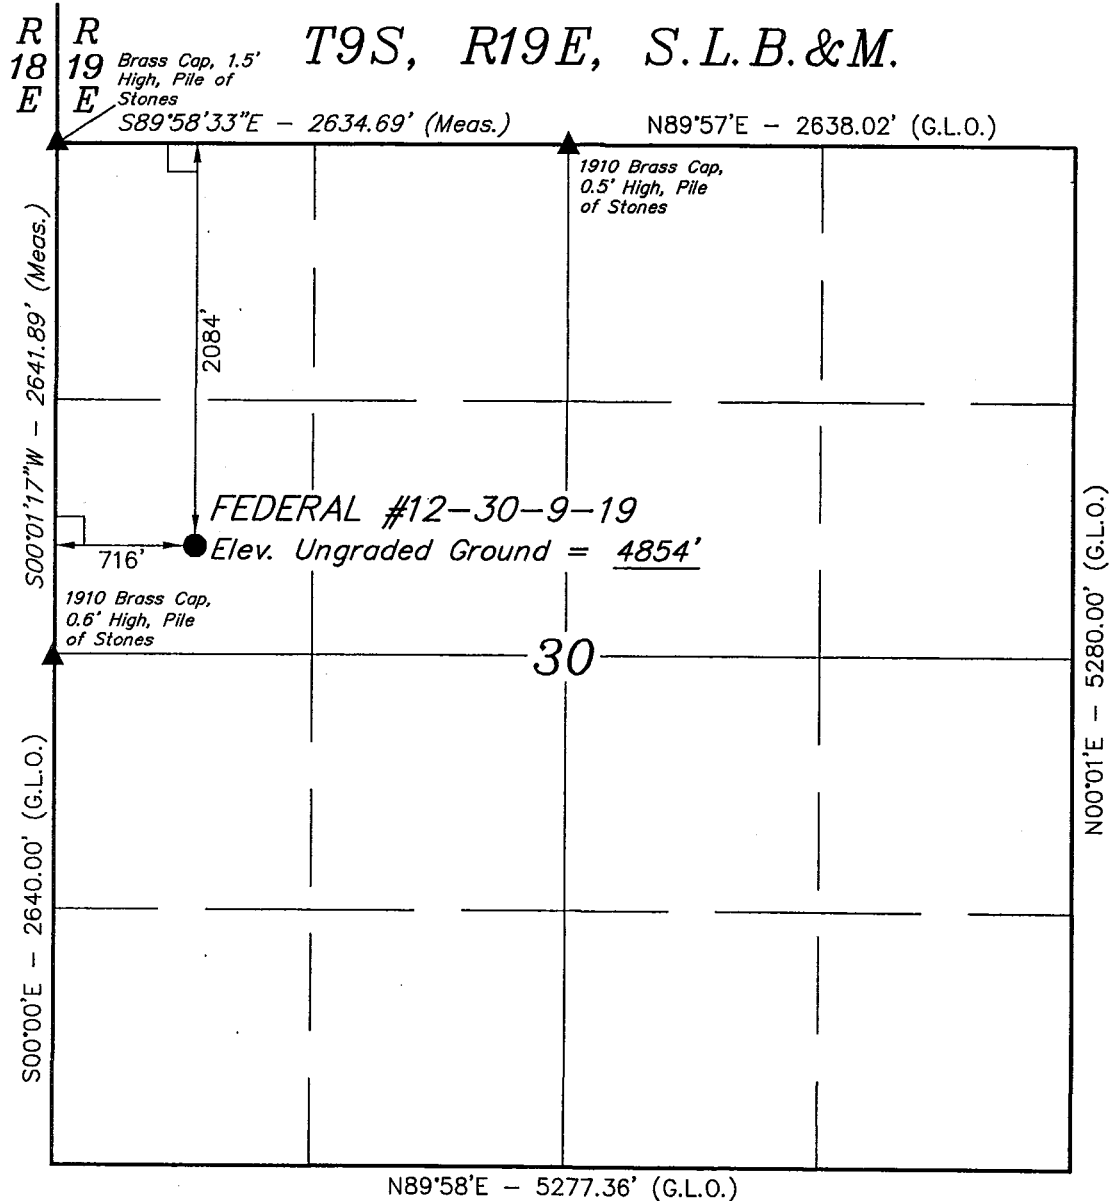 R R
18 19
E E
T9S, R19E, S.L.B.&M.
Brass Cap, 1.5'
High, Pile of
Stones
S89°58'33"E - 2634.69' (Meas.)
N89°57'E - 2638.02' (G.L.O.)
1910 Brass Cap,
0.5' High, Pile
of Stones
S00°01'17"W - 2641.89' (Meas.)
2084'
FEDERAL #12-30-9-19
Elev. Ungraded Ground = 4854'
716'
1910 Brass Cap,
0.6' High, Pile
of Stones
30
N00°01'E - 5280.00' (G.L.O.)
S00°00'E - 2640.00' (G.L.O.)
N89°58'E - 5277.36' (G.L.O.)